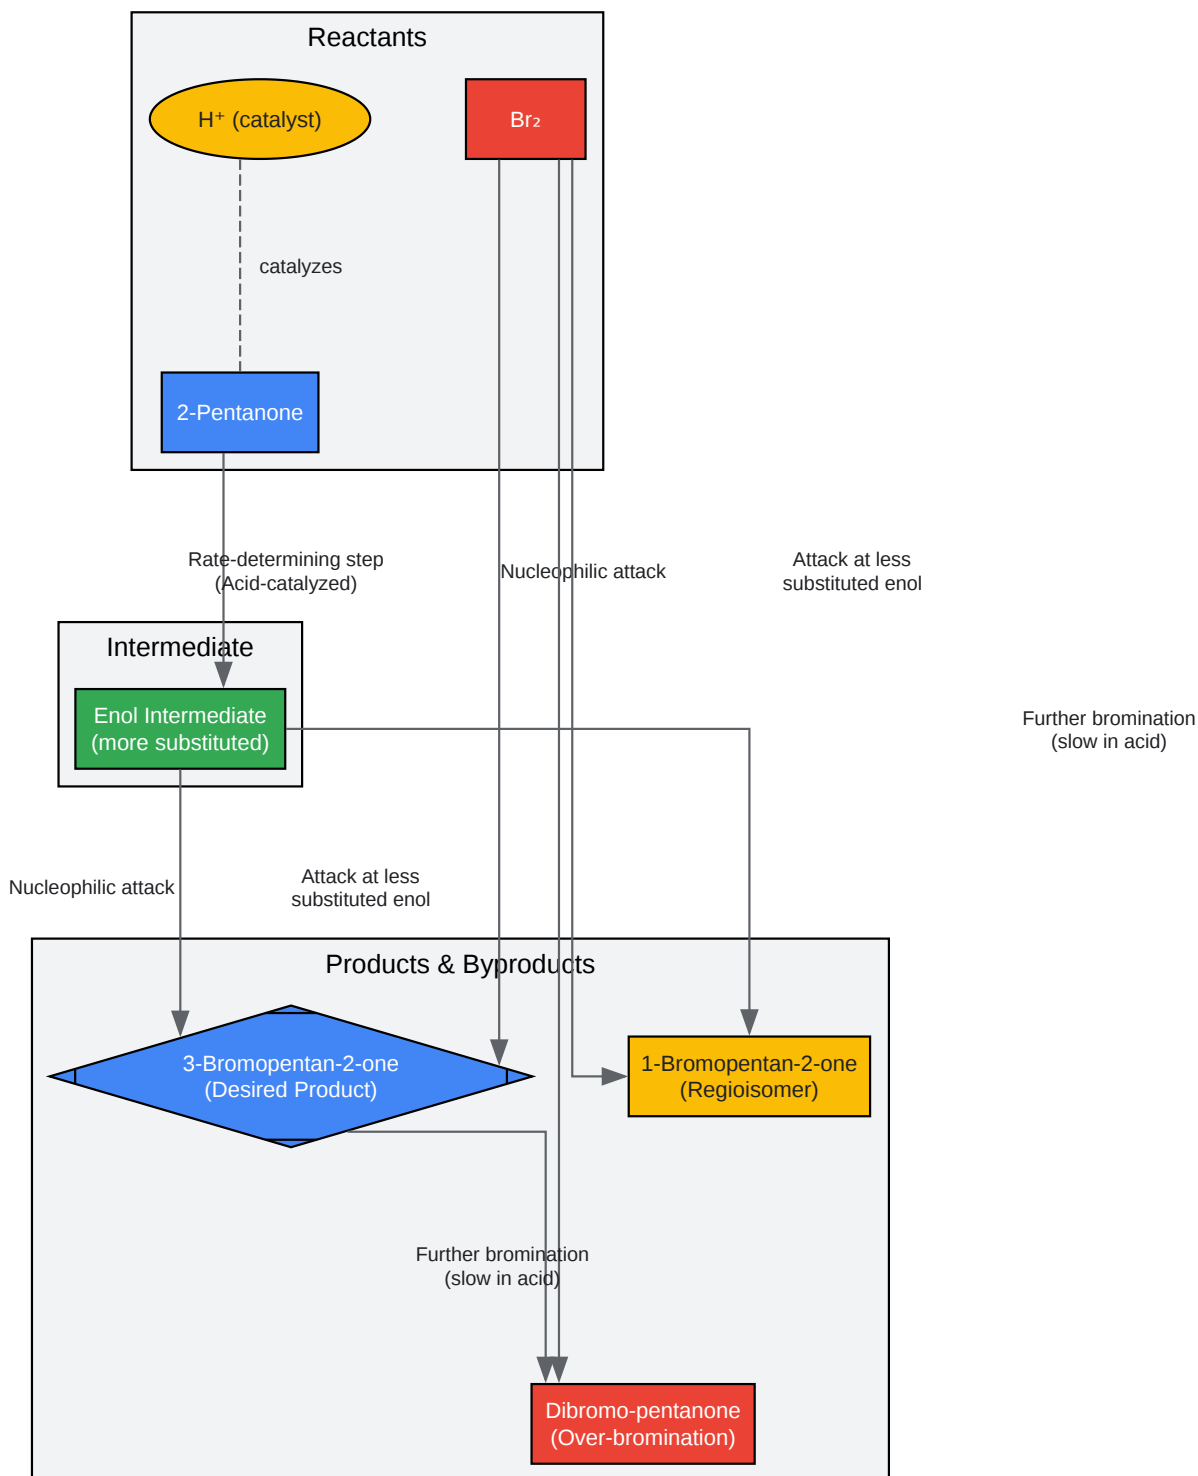 Reactants
H⁺ (catalyst)
Br₂
catalyzes
2-Pentanone
Rate-determining step
(Acid-catalyzed)
Nucleophilic attack
Attack at less
substituted enol
Intermediate
Enol Intermediate
(more substituted)
Further bromination
(slow in acid)
Nucleophilic attack
Attack at less
substituted enol
Products & Byproducts
3-Bromopentan-2-one
(Desired Product)
1-Bromopentan-2-one
(Regioisomer)
Further bromination
(slow in acid)
Dibromo-pentanone
(Over-bromination)